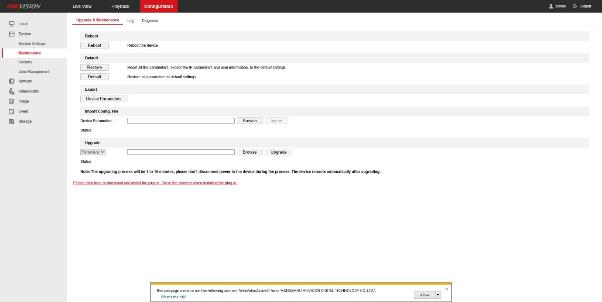 HIKVISION Live View Playback Configuration admin Logout
Local
System
System Settings
Maintenance
Security
User Management
Network
Video/Audio
Image
Event
Storage
Upgrade & Maintenance Log Diagnose
Reboot
Reboot Reboot the device.
Default
Restore Reset all the parameters, except the IP parameters and user information, to the default settings.
Default Restore all parameters to default settings.
Export
Device Parameters
Import Config. File
Device Parameters Browse Import
Status
Upgrade
Firmware Browse Upgrade
Status
Note: The upgrading process will be 1 to 10 minutes, please don't disconnect power to the device during the process. The device reboots automatically after upgrading.
Please click here to download and install the plug-in. Close the browser when installing the plug-in.
This webpage wants to run the following add-on: 'WebVideoActiveX' from 'HANGZHOU HIKVISION DIGITAL TECHNOLOGY CO.,LTD.'.
What's the risk?
Allow